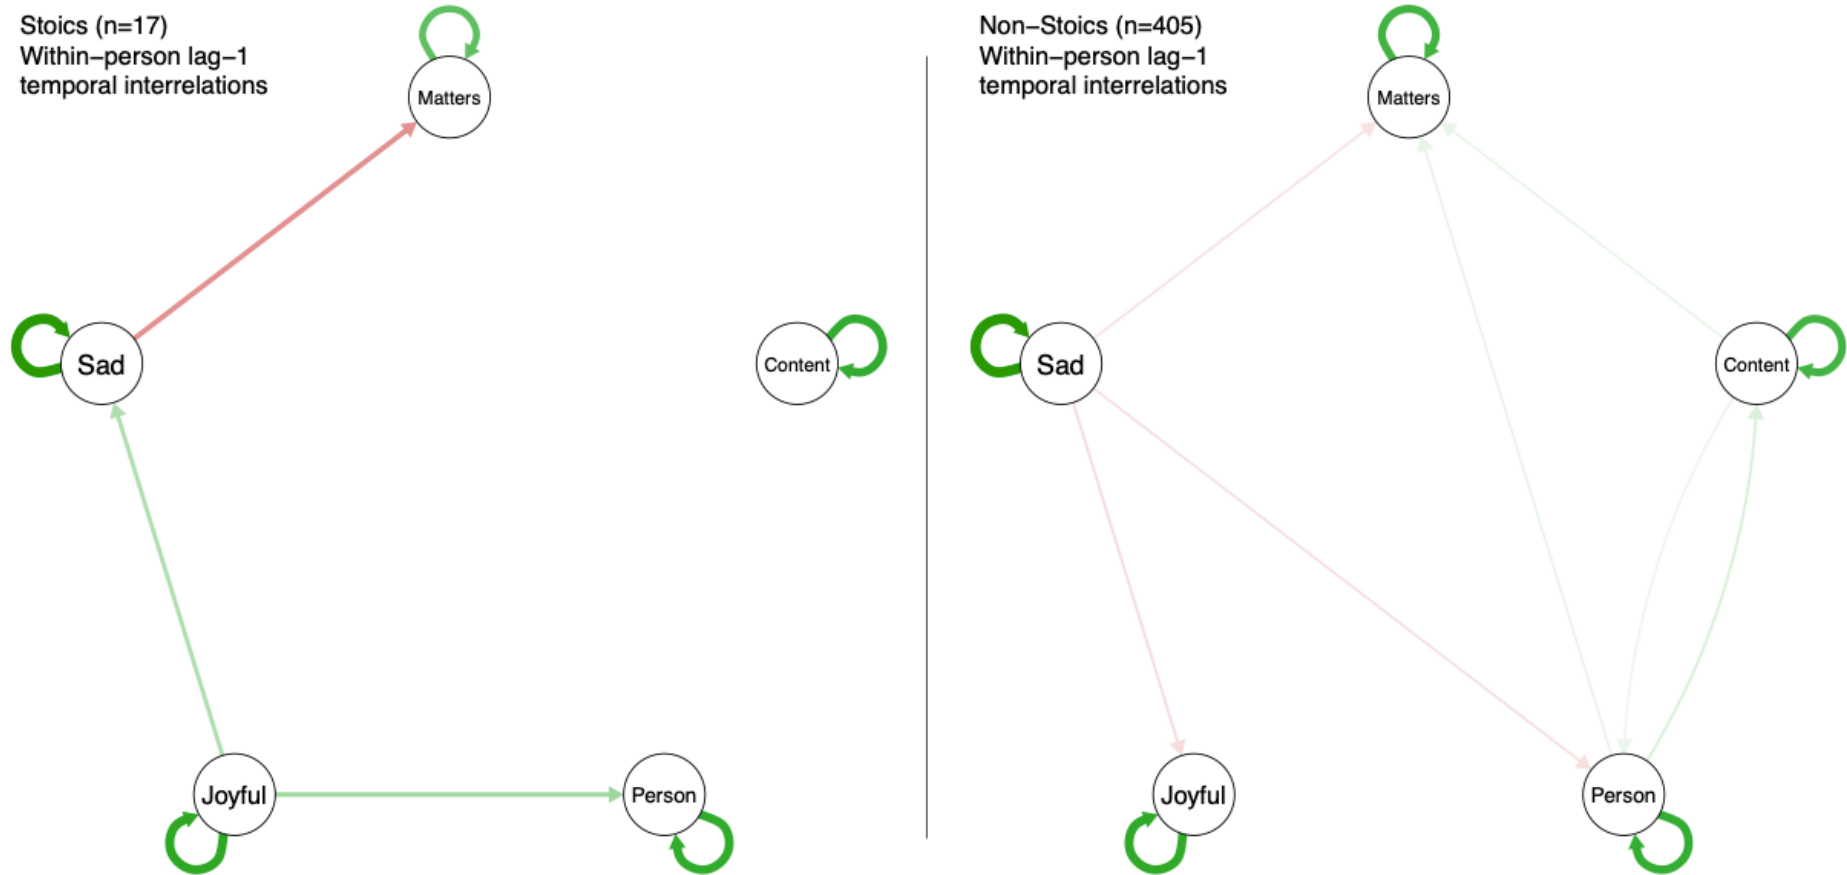 Stoics (n=17)
Within−person lag−1
temporal interrelations
Matters
Sad
Content
Joyful
Person
Non−Stoics (n=405)
Within−person lag−1
temporal interrelations
Matters
Sad
Content
Joyful
Person